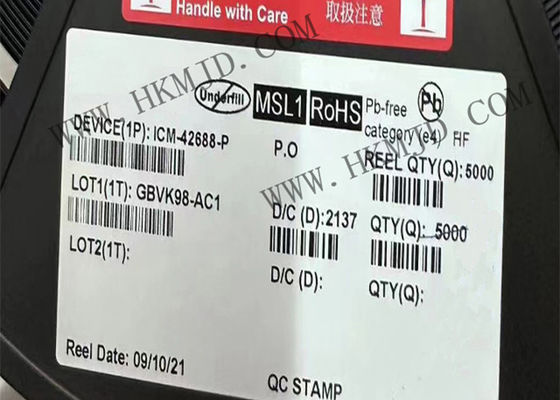 Handle with Care 取扱注意
Underfill MSL1 RoHS Pb-free
category (e4) HF
Pb
DEVICE(1P): ICM-42688-P
P.O
REEL QTY(Q): 5000
LOT1(1T): GBVK98-AC1
D/C (D):2137
QTY(Q): 5000
LOT2(1T):
D/C (D):
QTY(Q):
Reel Date: 09/10/21
QC STAMP
WWW.HKMJD.COM
WWW.HKMJD.COM